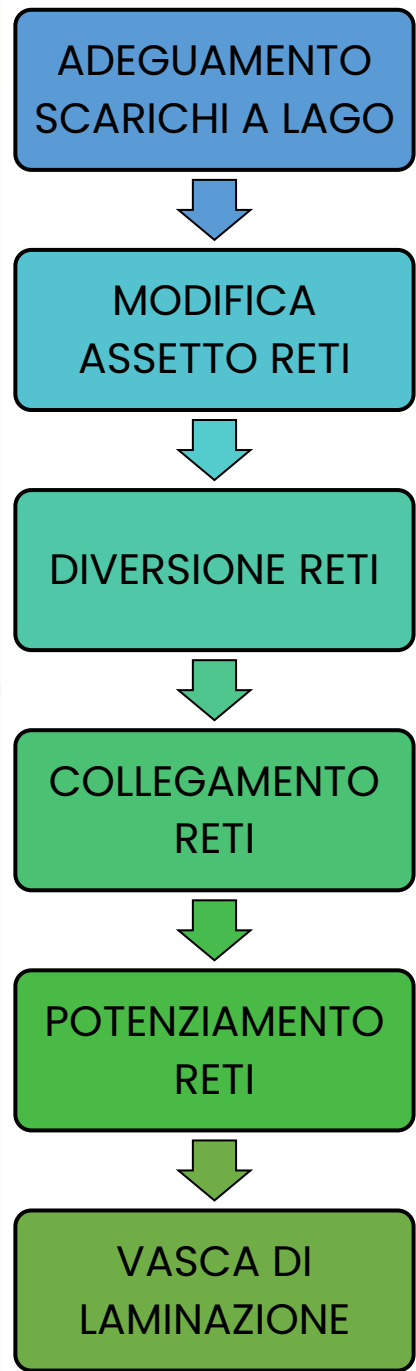 ADEGUAMENTO
SCARICHI A LAGO
MODIFICA
ASSETTO RETI
DIVERSIONE RETI
COLLEGAMENTO
RETI
POTENZIAMENTO
RETI
VASCA DI
LAMINAZIONE